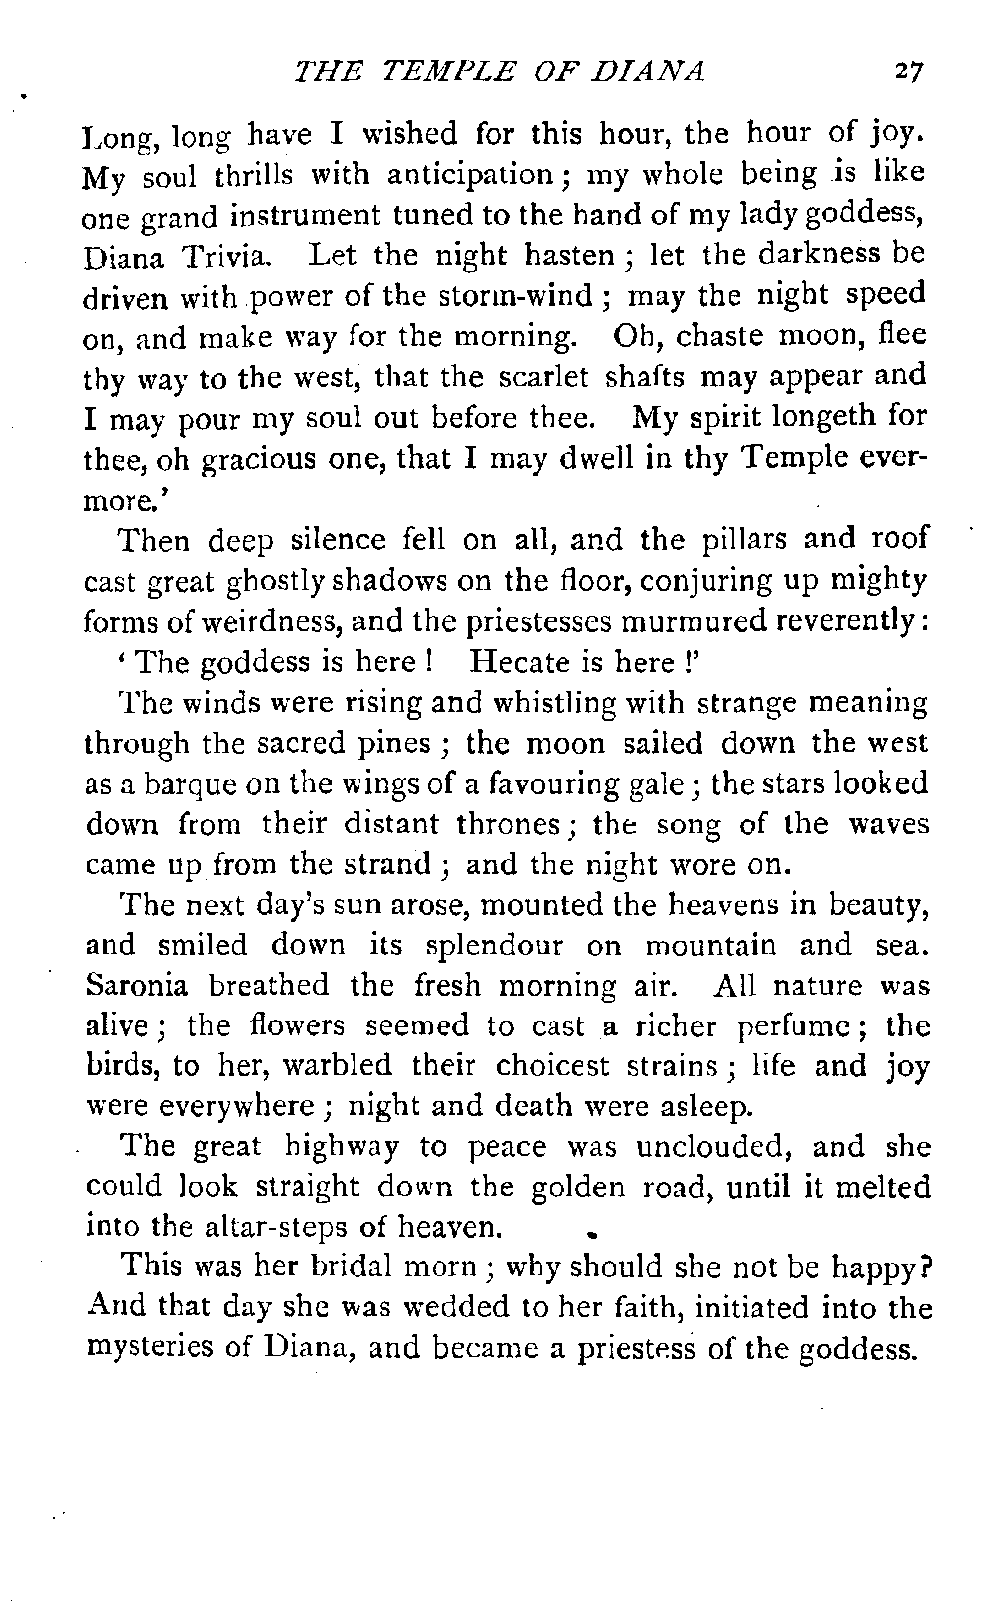 THE TEMPLE OF DIANA 27
Long, long have I wished for this hour, the hour of joy.
My soul thrills with anticipation; my whole being is like
one grand instrument tuned to the hand of my lady goddess,
Diana Trivia. Let the night hasten; let the darkness be
driven with power of the storm-wind; may the night speed
on, and make way for the morning. Oh, chaste moon, flee
thy way to the west, that the scarlet shafts may appear and
I may pour my soul out before thee. My spirit longeth for
thee, oh gracious one, that I may dwell in thy Temple ever-
more.'
Then deep silence fell on all, and the pillars and roof
cast great ghostly shadows on the floor, conjuring up mighty
forms of weirdness, and the priestesses murmured reverently:
'The goddess is here! Hecate is here!'
The winds were rising and whistling with strange meaning
through the sacred pines; the moon sailed down the west
as a barque on the wings of a favouring gale; the stars looked
down from their distant thrones; the song of the waves
came up from the strand; and the night wore on.
The next day's sun arose, mounted the heavens in beauty,
and smiled down its splendour on mountain and sea.
Saronia breathed the fresh morning air. All nature was
alive; the flowers seemed to cast a richer perfume; the
birds, to her, warbled their choicest strains; life and joy
were everywhere; night and death were asleep.
The great highway to peace was unclouded, and she
could look straight down the golden road, until it melted
into the altar-steps of heaven.
This was her bridal morn; why should she not be happy?
And that day she was wedded to her faith, initiated into the
mysteries of Diana, and became a priestess of the goddess.